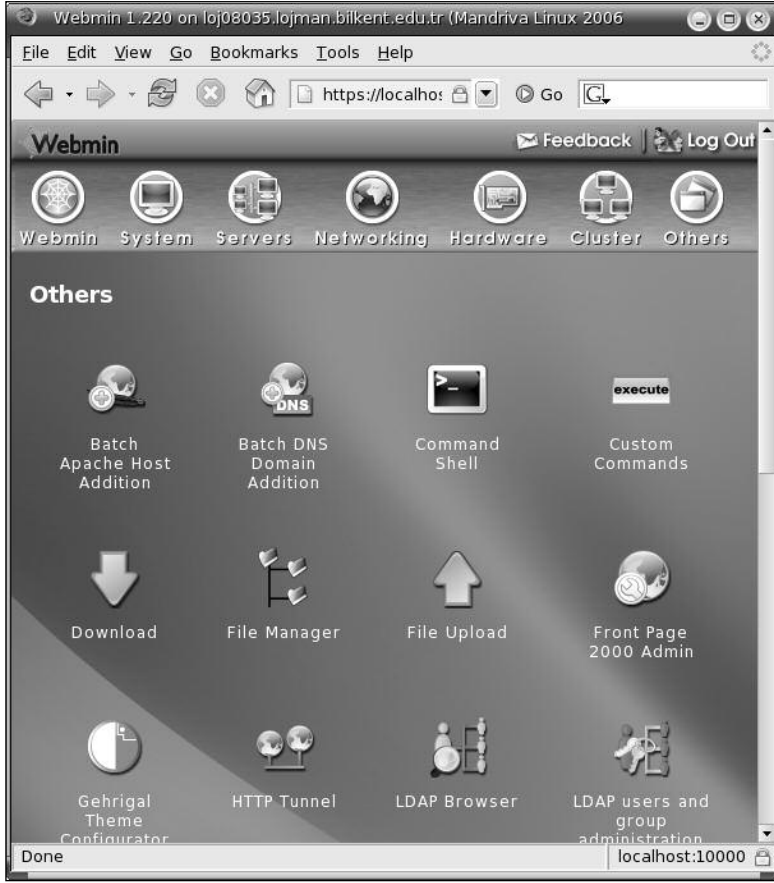 Webmin 1.220 on loj08035.lojman.bilkent.edu.tr (Mandriva Linux 2006
File Edit View Go Bookmarks Tools Help
https://localhos Go G
Webmin Feedback | Log Out
Webmin System Servers Networking Hardware Cluster Others
Others
>_ execute
DNS
Batch Apache Host Addition
Batch DNS Domain Addition
Command Shell
Custom Commands
Download
File Manager
File Upload
Front Page 2000 Admin
Gehrigal Theme Configurator
HTTP Tunnel
LDAP Browser
LDAP users and group administration
Done localhost:10000